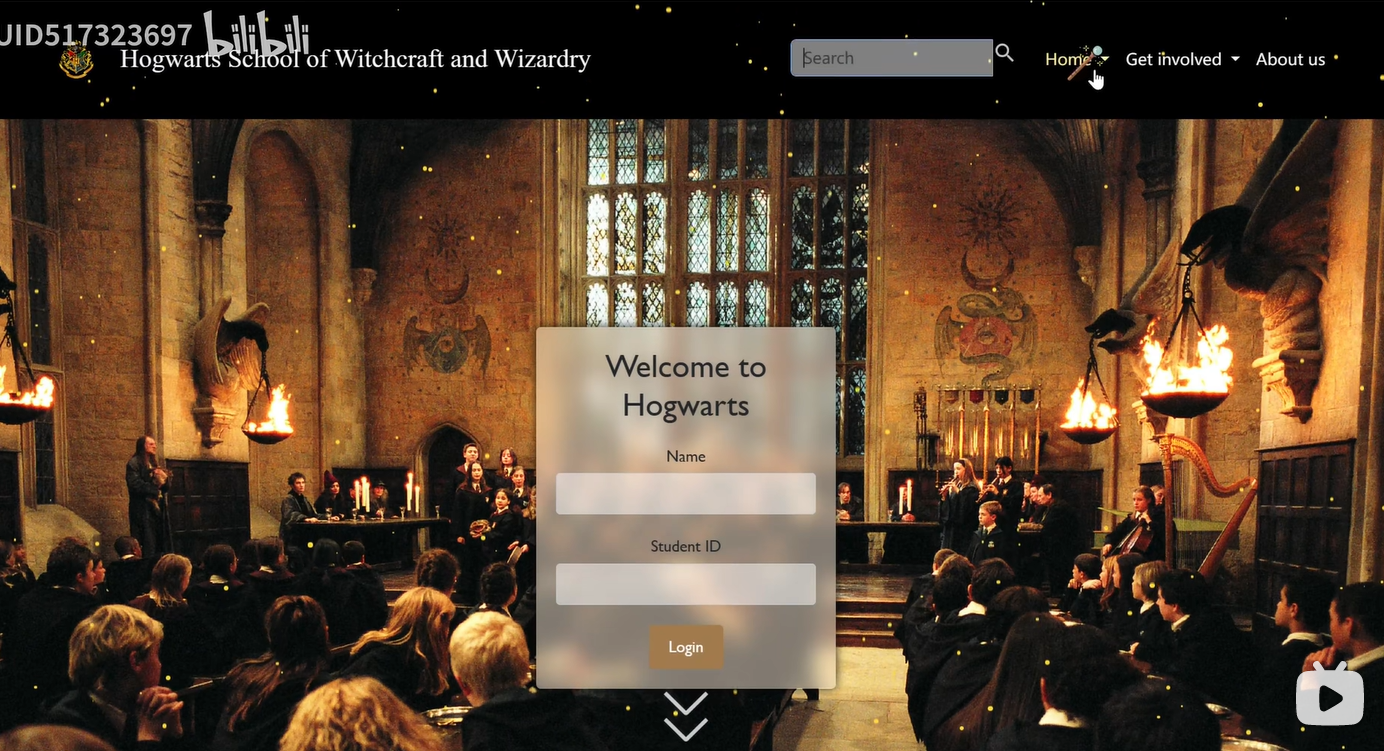 UID517323697 bilibili
Hogwarts School of Witchcraft and Wizardry
Search
Home
Get involved
About us
Welcome to
Hogwarts
Name
Student ID
Login